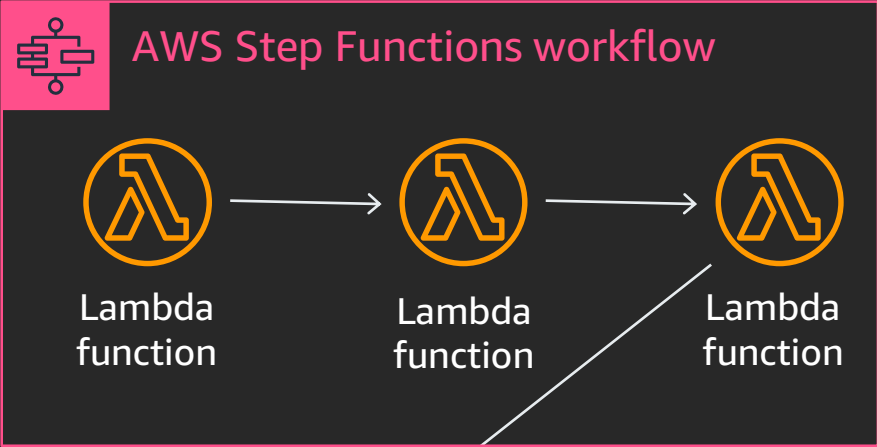 AWS Step Functions workflow
Lambda
function
Lambda
function
Lambda
function